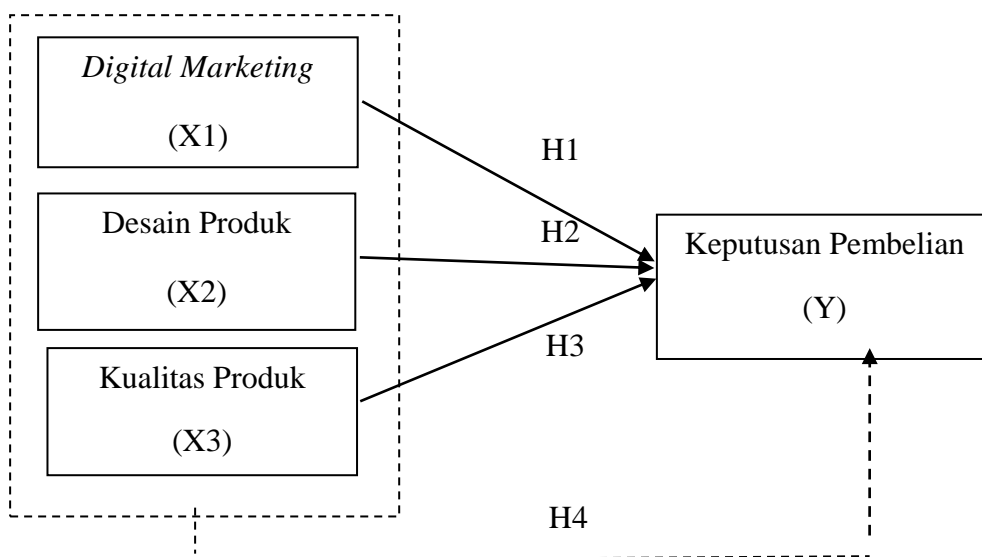 Digital Marketing
(X1)
H1
Desain Produk
(X2)
H2
Keputusan Pembelian
(Y)
H3
Kualitas Produk
(X3)
H4